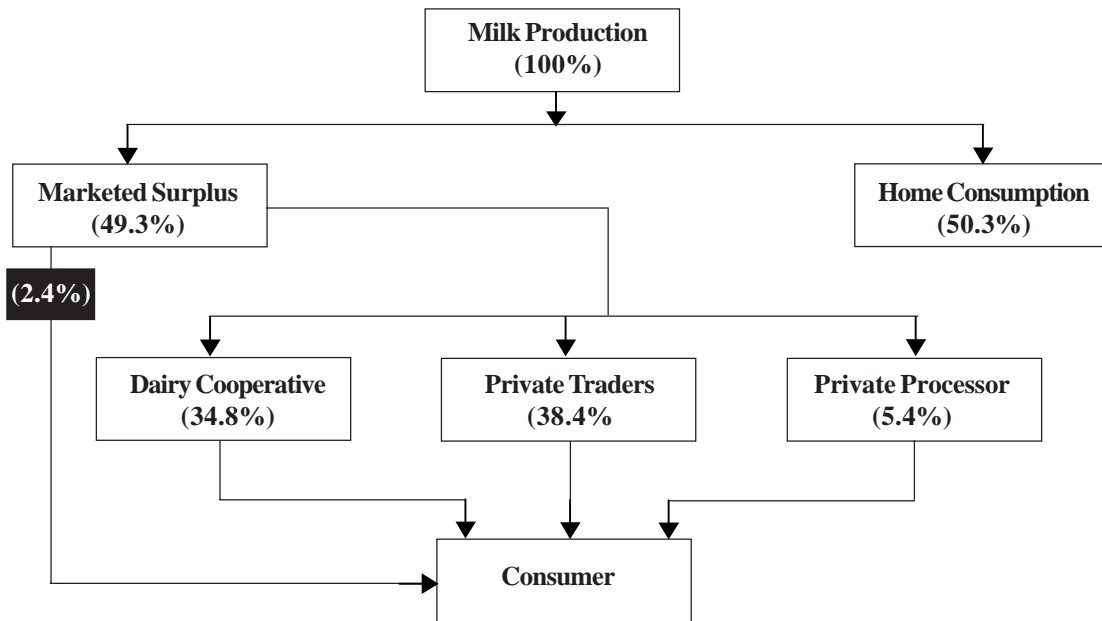 Milk Production
(100%)
Marketed Surplus
(49.3%)
Home Consumption
(50.3%)
(2.4%)
Dairy Cooperative
(34.8%)
Private Traders
(38.4%
Private Processor
(5.4%)
Consumer